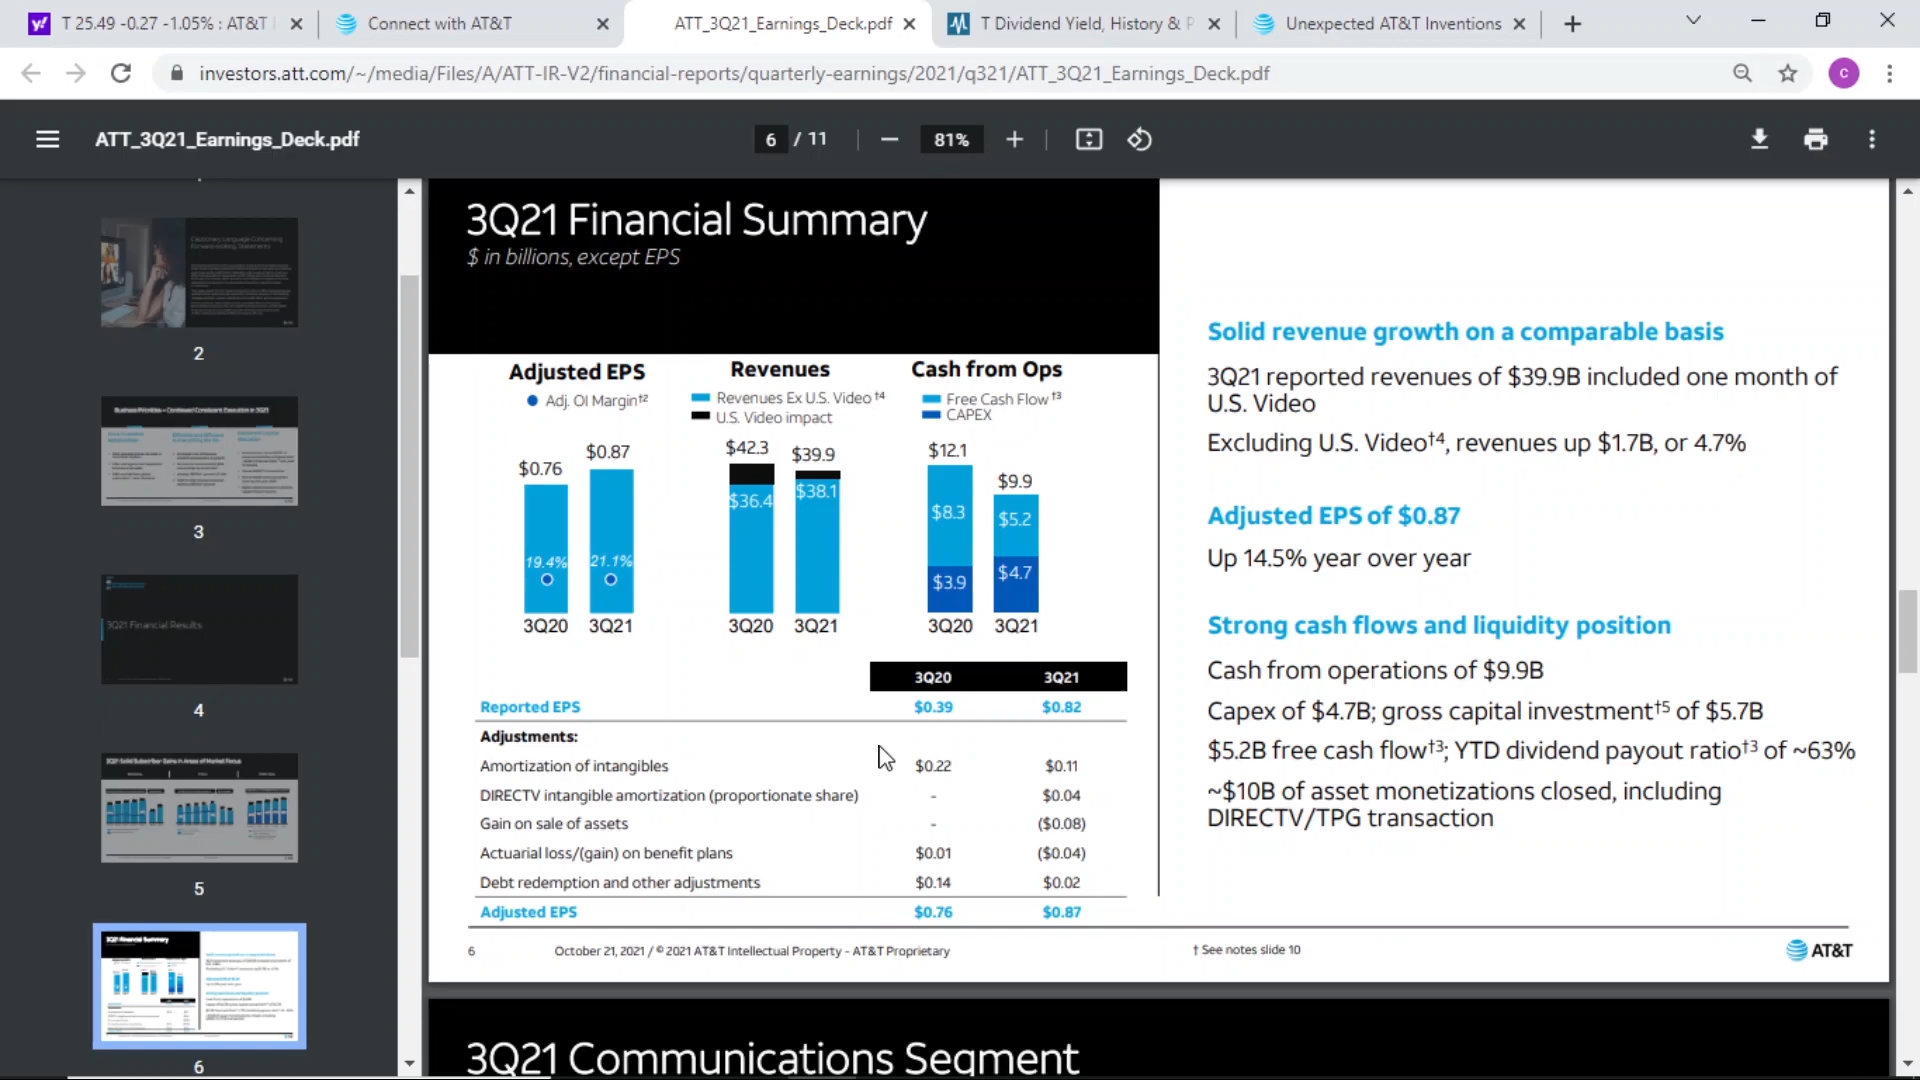 T 25.49 -0.27 -1.05% : AT&T
Connect with AT&T
ATT_3Q21_Earnings_Deck.pdf
T Dividend Yield, History & P
Unexpected AT&T Inventions
investors.att.com/~/media/Files/A/ATT-IR-V2/financial-reports/quarterly-earnings/2021/q321/ATT_3Q21_Earnings_Deck.pdf
C
ATT_3Q21_Earnings_Deck.pdf
6 / 11
81%
2
3
3Q21 Financial Results
4
5
3Q21 Financial Summary
6
3Q21 Financial Summary
$ in billions, except EPS
Adjusted EPS
Adj. OI Margin†2
$0.76
$0.87
19.4%
21.1%
3Q20
3Q21
Revenues
Revenues Ex U.S. Video †4
U.S. Video impact
$42.3
$39.9
$36.4
$38.1
3Q20
3Q21
Cash from Ops
Free Cash Flow †3
CAPEX
$12.1
$9.9
$8.3
$5.2
$3.9
$4.7
3Q20
3Q21
3Q20 3Q21
Reported EPS $0.39 $0.82
Adjustments:
Amortization of intangibles $0.22 $0.11
DIRECTV intangible amortization (proportionate share) - $0.04
Gain on sale of assets - ($0.08)
Actuarial loss/(gain) on benefit plans $0.01 ($0.04)
Debt redemption and other adjustments $0.14 $0.02
Adjusted EPS $0.76 $0.87
Solid revenue growth on a comparable basis
3Q21 reported revenues of $39.9B included one month of
U.S. Video
Excluding U.S. Video†4, revenues up $1.7B, or 4.7%
Adjusted EPS of $0.87
Up 14.5% year over year
Strong cash flows and liquidity position
Cash from operations of $9.9B
Capex of $4.7B; gross capital investment†5 of $5.7B
$5.2B free cash flow†3; YTD dividend payout ratio†3 of ~63%
~$10B of asset monetizations closed, including
DIRECTV/TPG transaction
6
October 21, 2021 / © 2021 AT&T Intellectual Property - AT&T Proprietary
† See notes slide 10
AT&T
3Q21 Communications Segment